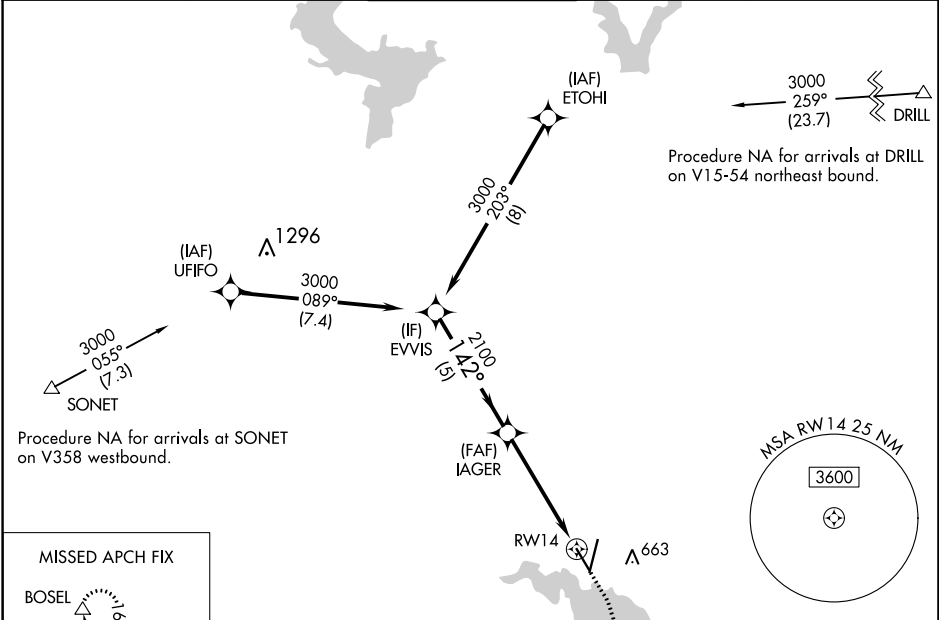 (IAF)
ETOHI
3000
259°
(23.7)
DRILL
Procedure NA for arrivals at DRILL
on V15-54 northeast bound.
3000
203°
(8)
1296
(IAF)
UFIFO
3000
089°
(7.4)
(IF)
EVVIS
2100
142°
(5)
3000
055°
(7.3)
SONET
Procedure NA for arrivals at SONET
on V358 westbound.
(FAF)
IAGER
MSA RW14 25 NM
3600
RW14
663
MISSED APCH FIX
BOSEL